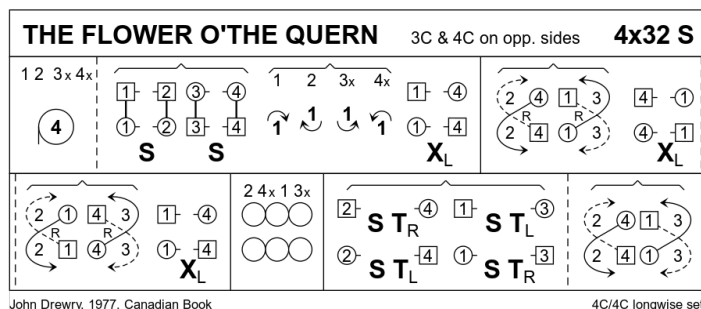 THE FLOWER O'THE QUERN 3C & 4C on opp. sides 4x32 S
1 2 3x 4x
4
1 2 3 4
1 2 3 4
S S
1 2 3x 4x
1 1 1 1
1 4
1 4
XL
2 4 1 3
R R
2 4 1 3
4 1
4 1
XL
2 1 4 3
R R
2 1 4 3
1 4
1 4
XL
2 4x 1 3x
2 S TR 4 1 S TL 3
2 S TL 4 1 S TR 3
2 4 1 3
2 4 1 3
John Drewry, 1977, Canadian Book 4C/4C longwise set